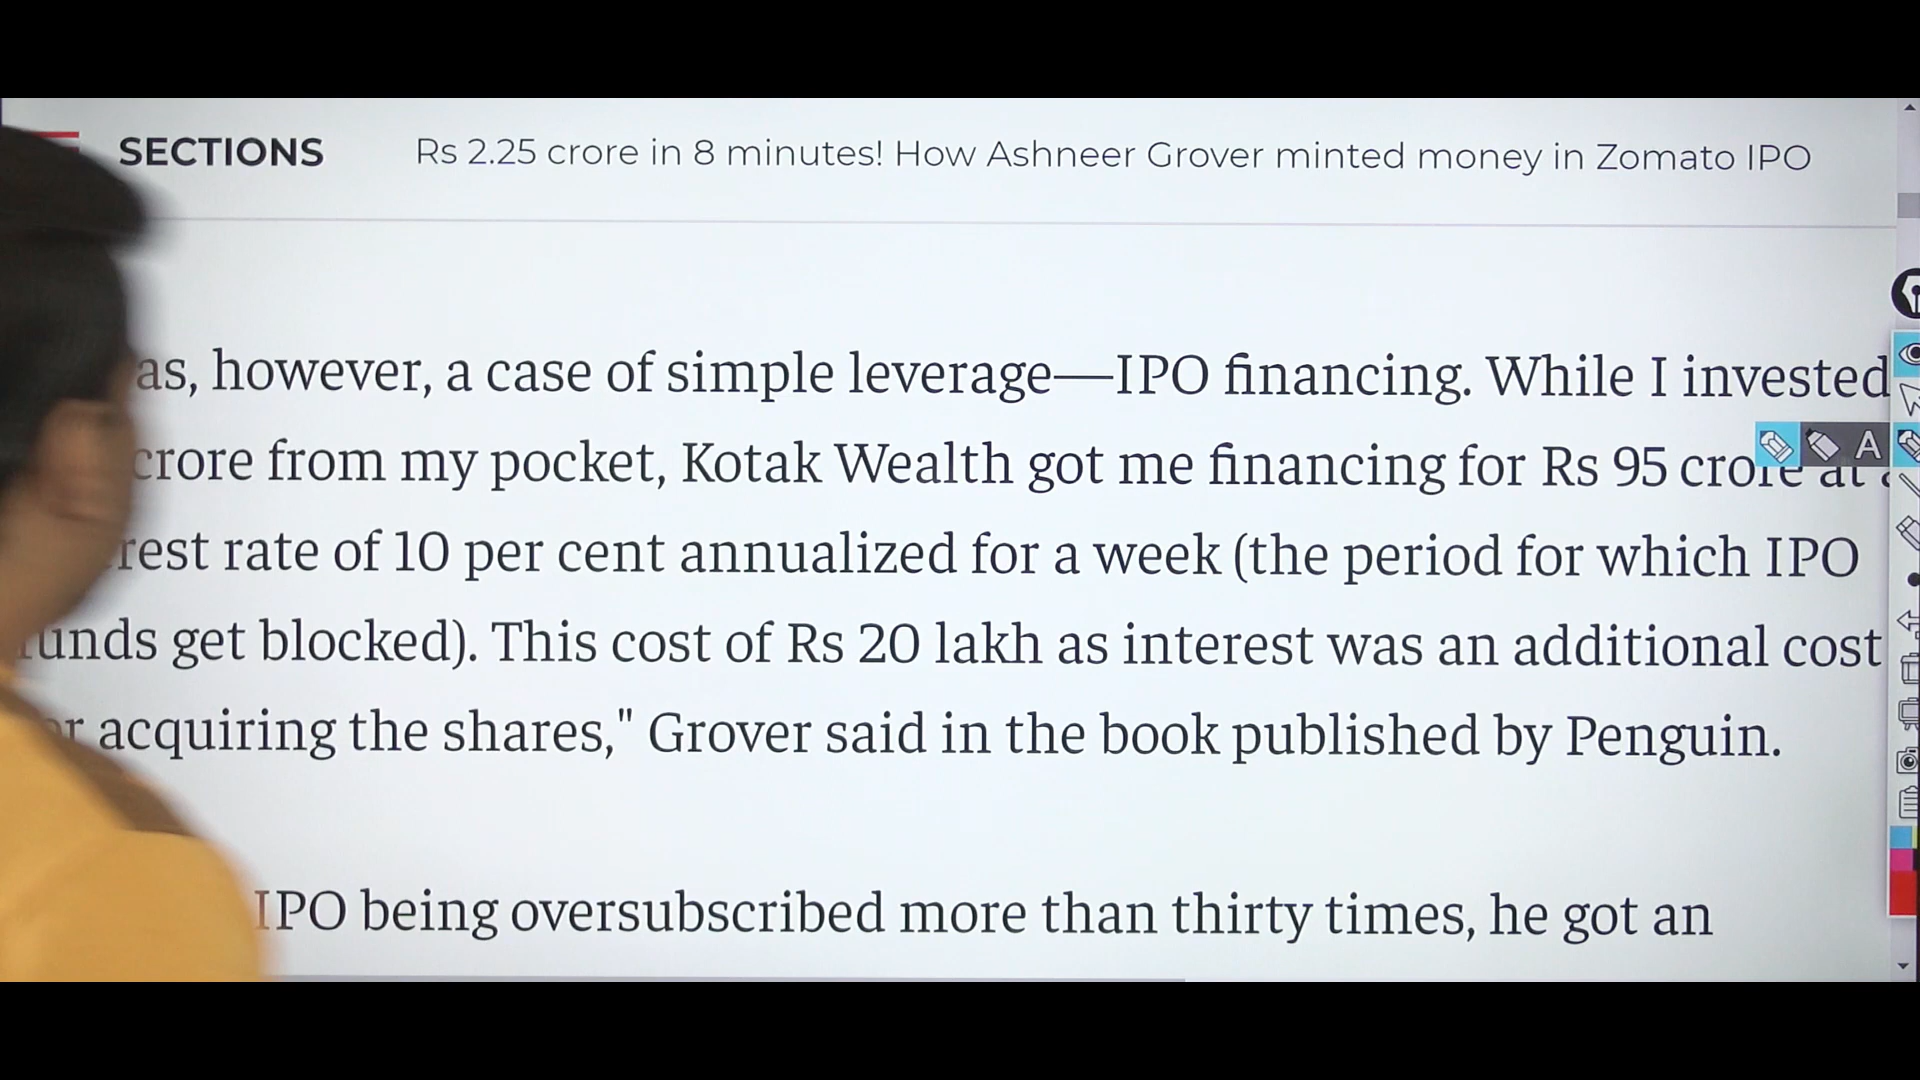 SECTIONS
Rs 2.25 crore in 8 minutes! How Ashneer Grover minted money in Zomato IPO
however, a case of simple leverage—IPO financing. While I invested
crore from my pocket, Kotak Wealth got me financing for Rs 95 crore at
rate of 10 per cent annualized for a week (the period for which IPO
get blocked). This cost of Rs 20 lakh as interest was an additional cost
acquiring the shares," Grover said in the book published by Penguin.
IPO being oversubscribed more than thirty times, he got an
A